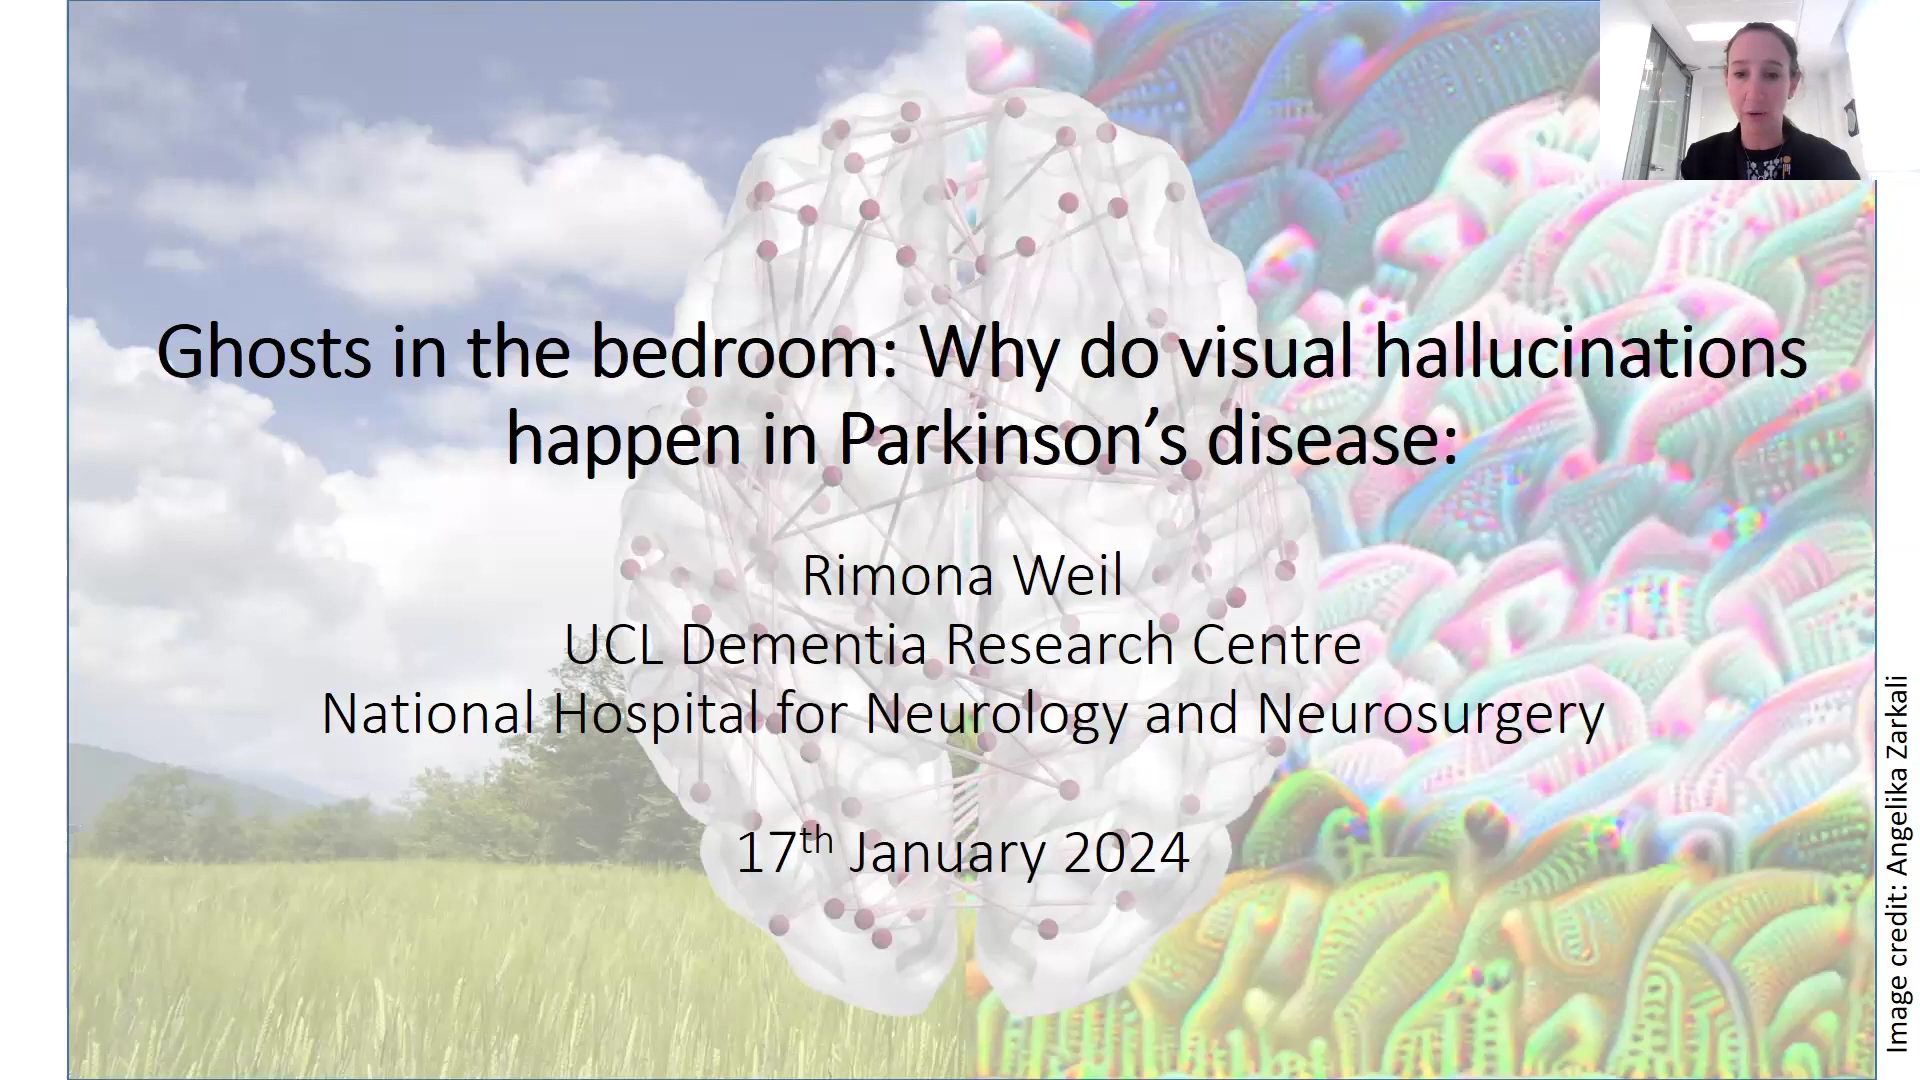 Ghosts in the bedroom: Why do visual hallucinations
happen in Parkinson’s disease:
Rimona Weil
UCL Dementia Research Centre
National Hospital for Neurology and Neurosurgery
17th January 2024
Image credit: Angelika Zarkali